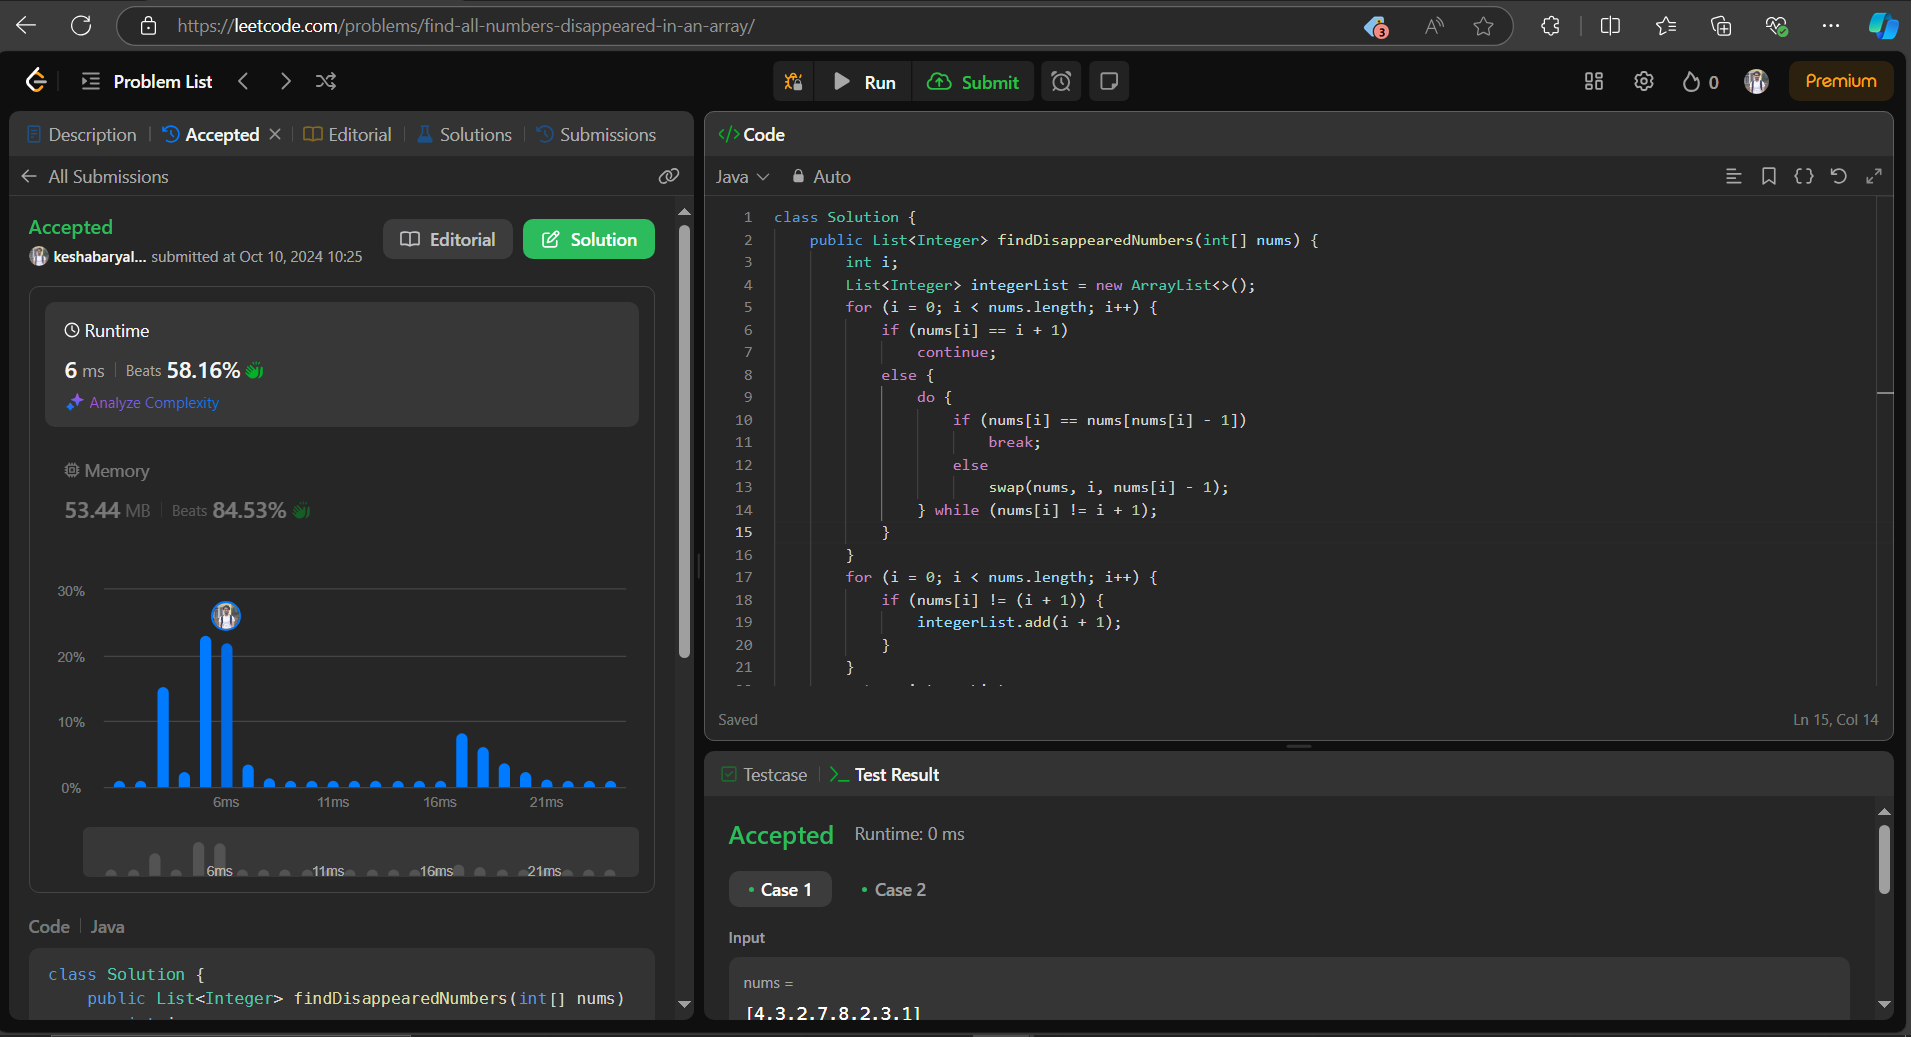 https://leetcode.com/problems/find-all-numbers-disappeared-in-an-array/
3
Problem List
Run
Submit
0
Premium
Description
Accepted
Editorial
Solutions
Submissions
All Submissions
Accepted
Editorial
Solution
keshabaryal... submitted at Oct 10, 2024 10:25
Runtime
6 ms
Beats 58.16%
Analyze Complexity
Memory
53.44 MB
Beats 84.53%
30%
20%
10%
0%
6ms
11ms
16ms
21ms
6ms
11ms
16ms
21ms
Code
Java
class Solution {
public List<Integer> findDisappearedNumbers(int[] nums)
</> Code
Java
Auto
1 class Solution {
2 public List<Integer> findDisappearedNumbers(int[] nums) {
3 int i;
4 List<Integer> integerList = new ArrayList<>();
5 for (i = 0; i < nums.length; i++) {
6 if (nums[i] == i + 1)
7 continue;
8 else {
9 do {
10 if (nums[i] == nums[nums[i] - 1])
11 break;
12 else
13 swap(nums, i, nums[i] - 1);
14 } while (nums[i] != i + 1);
15 }
16 }
17 for (i = 0; i < nums.length; i++) {
18 if (nums[i] != (i + 1)) {
19 integerList.add(i + 1);
20 }
21 }
Saved
Ln 15, Col 14
Testcase
Test Result
Accepted
Runtime: 0 ms
Case 1
Case 2
Input
nums =
[4,3,2,7,8,2,3,1]